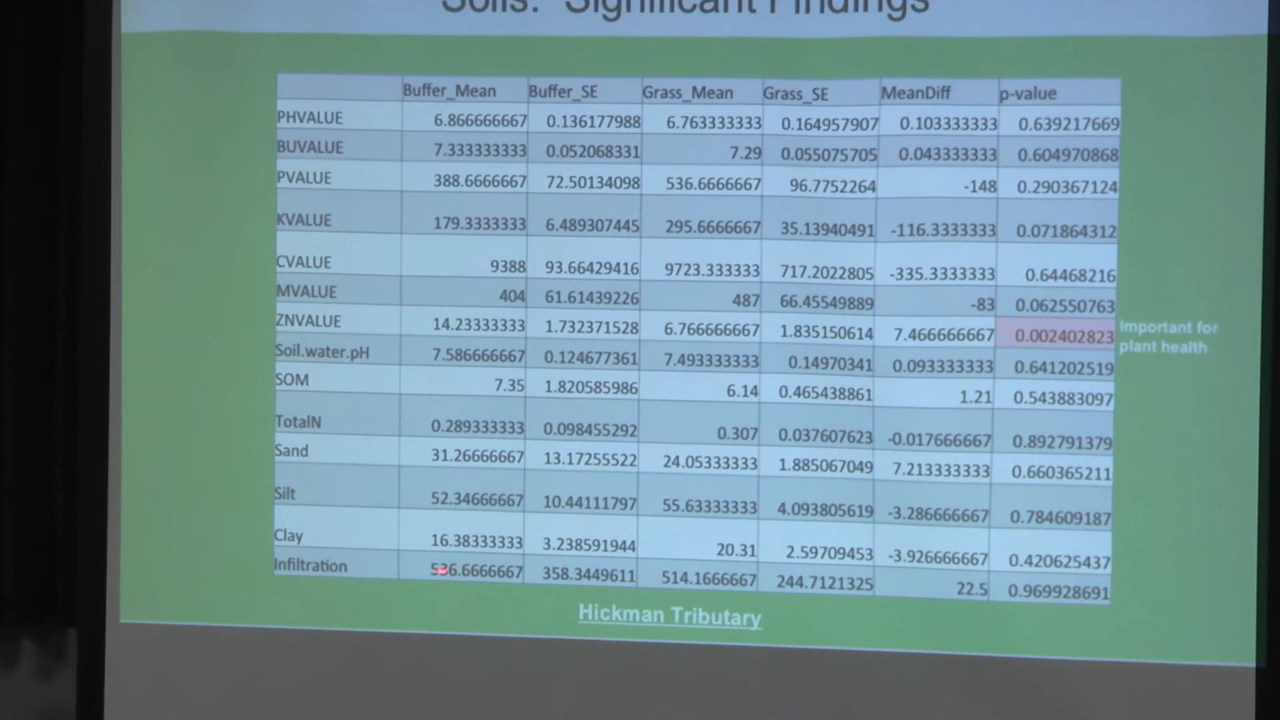 Soils: Significant Findings
Buffer_Mean Buffer_SE Grass_Mean Grass_SE MeanDiff p-value
PHVALUE 6.866666667 0.136177988 6.763333333 0.164957907 0.103333333 0.639217669
BUVALUE 7.333333333 0.052068331 7.29 0.055075705 0.043333333 0.604970868
PVALUE 388.6666667 72.50134098 536.6666667 96.7752264 -148 0.290367124
KVALUE 179.3333333 6.489307445 295.6666667 35.13940491 -116.3333333 0.071864312
CVALUE 9388 93.66429416 9723.333333 717.2022805 -335.3333333 0.64468216
MVALUE 404 61.61439226 487 66.45549889 -83 0.062550763
ZNVALUE 14.23333333 1.732371528 6.766666667 1.835150614 7.466666667 0.002402823
Important for
plant health
Soil.water.pH 7.586666667 0.124677361 7.493333333 0.14970341 0.093333333 0.641202519
SOM 7.35 1.820585986 6.14 0.465438861 1.21 0.543883097
TotalN 0.289333333 0.098455292 0.307 0.037607623 -0.017666667 0.892791379
Sand 31.26666667 13.17255522 24.05333333 1.885067049 7.213333333 0.660365211
Silt 52.34666667 10.44111797 55.63333333 4.093805619 -3.286666667 0.784609187
Clay 16.38333333 3.238591944 20.31 2.59709453 -3.926666667 0.420625437
Infiltration 536.6666667 358.3449611 514.1666667 244.7121325 22.5 0.969928691
Hickman Tributary